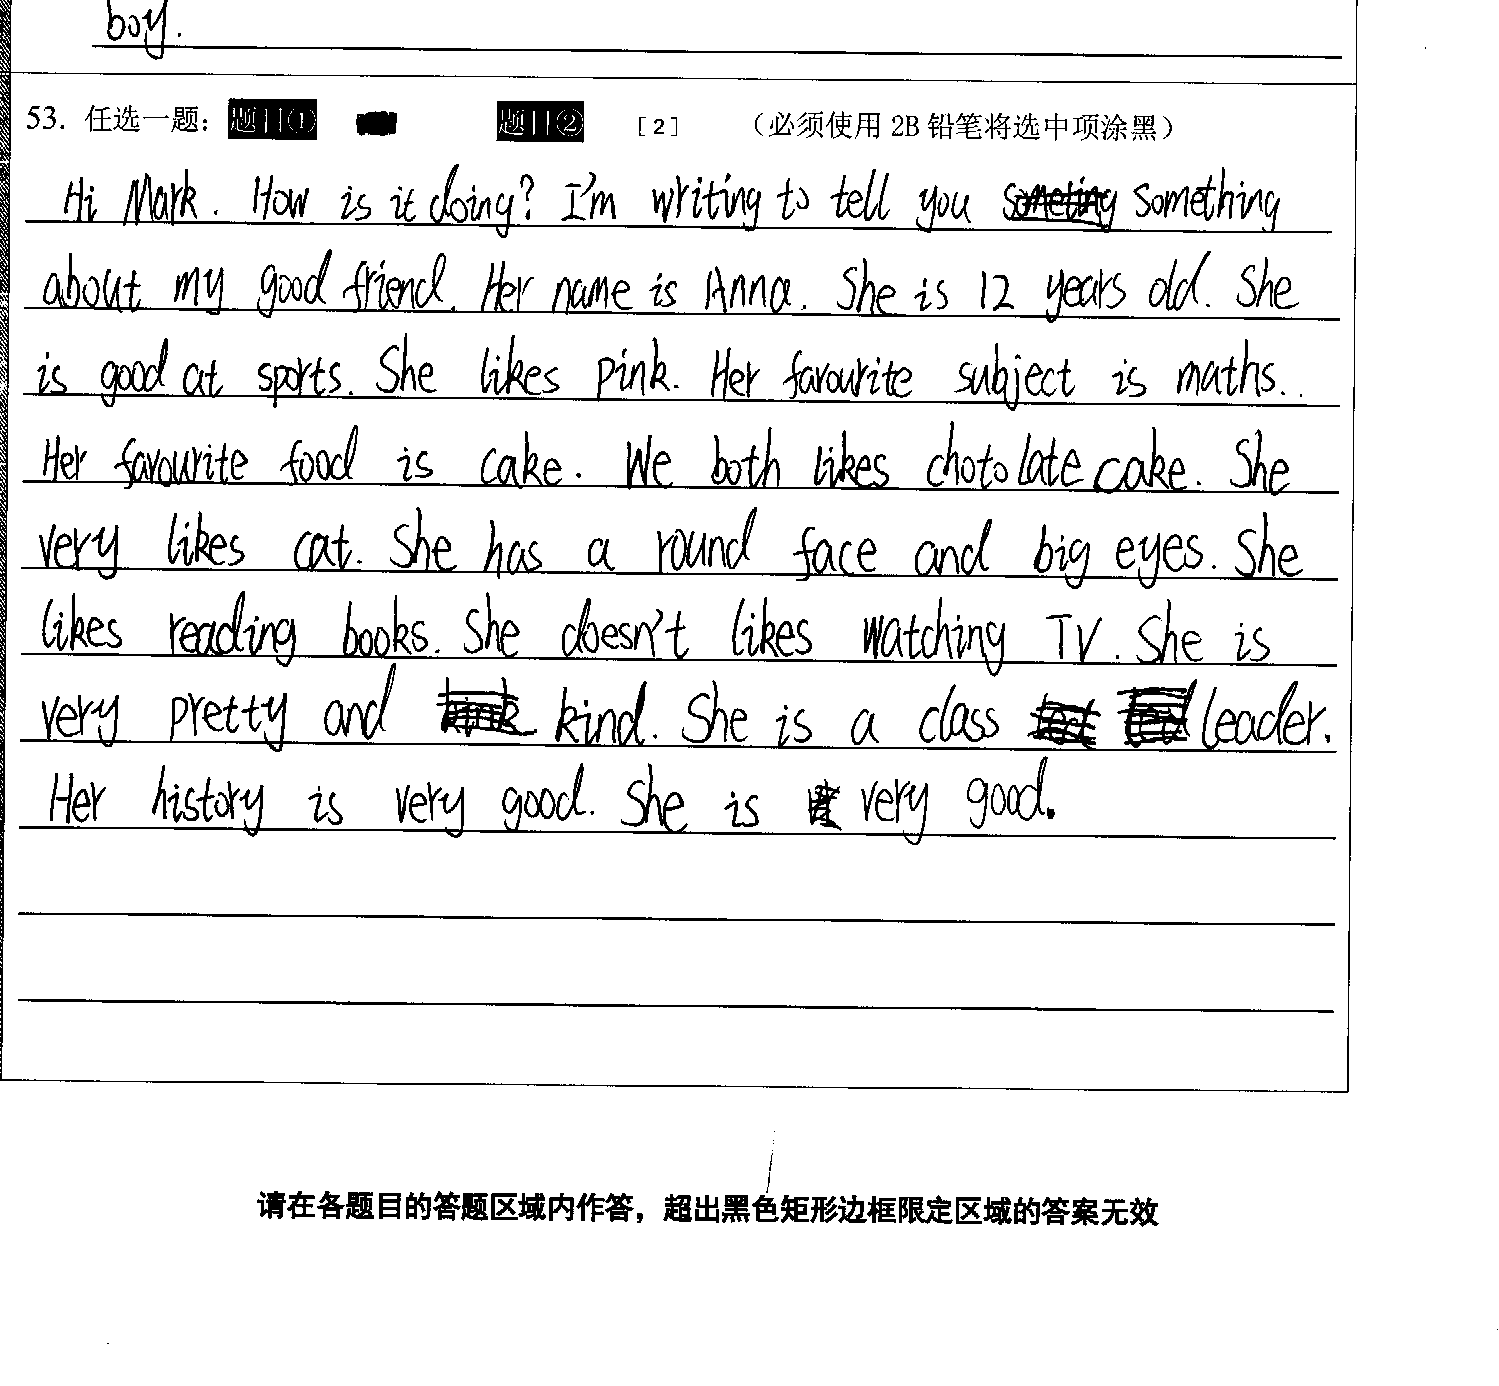 boy.
53. 任选一题： 题目① 题目② [2] （必须使用 2B 铅笔将选中项涂黑）
Hi Mark. How is it doing? I'm writing to tell you someting something
about my good friend. Her name is Anna. She is 12 years old. She
is good at sports. She likes pink. Her favourite subject is maths..
Her favourite food is cake. We both likes chotolate cake. She
very likes cat. She has a round face and big eyes. She
likes reading books. She doesn't likes watching TV. She is
very pretty and kind. She is a class leader.
Her history is very good. She is very good.
请在各题目的答题区域内作答，超出黑色矩形边框限定区域的答案无效